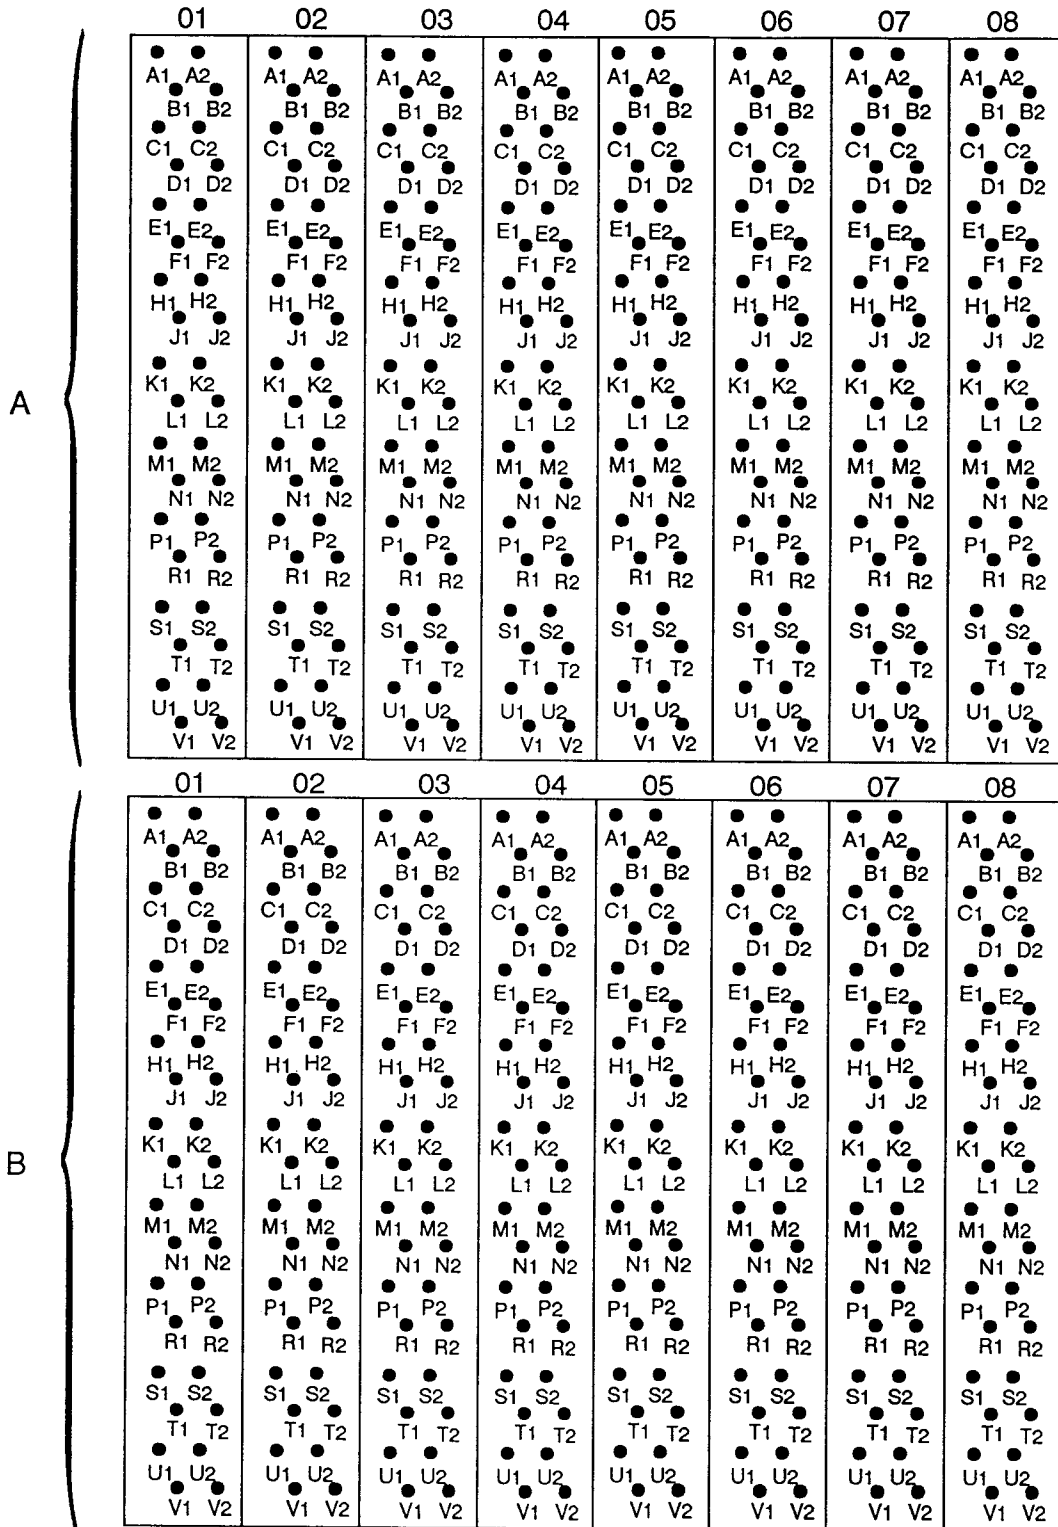 01 02 03 04 05 06 07 08
A1 A2 A1 A2 A1 A2 A1 A2 A1 A2 A1 A2 A1 A2 A1 A2
B1 B2 B1 B2 B1 B2 B1 B2 B1 B2 B1 B2 B1 B2 B1 B2
C1 C2 C1 C2 C1 C2 C1 C2 C1 C2 C1 C2 C1 C2 C1 C2
D1 D2 D1 D2 D1 D2 D1 D2 D1 D2 D1 D2 D1 D2 D1 D2
E1 E2 E1 E2 E1 E2 E1 E2 E1 E2 E1 E2 E1 E2 E1 E2
F1 F2 F1 F2 F1 F2 F1 F2 F1 F2 F1 F2 F1 F2 F1 F2
H1 H2 H1 H2 H1 H2 H1 H2 H1 H2 H1 H2 H1 H2 H1 H2
J1 J2 J1 J2 J1 J2 J1 J2 J1 J2 J1 J2 J1 J2 J1 J2
K1 K2 K1 K2 K1 K2 K1 K2 K1 K2 K1 K2 K1 K2 K1 K2
A
L1 L2 L1 L2 L1 L2 L1 L2 L1 L2 L1 L2 L1 L2 L1 L2
M1 M2 M1 M2 M1 M2 M1 M2 M1 M2 M1 M2 M1 M2 M1 M2
N1 N2 N1 N2 N1 N2 N1 N2 N1 N2 N1 N2 N1 N2 N1 N2
P1 P2 P1 P2 P1 P2 P1 P2 P1 P2 P1 P2 P1 P2 P1 P2
R1 R2 R1 R2 R1 R2 R1 R2 R1 R2 R1 R2 R1 R2 R1 R2
S1 S2 S1 S2 S1 S2 S1 S2 S1 S2 S1 S2 S1 S2 S1 S2
T1 T2 T1 T2 T1 T2 T1 T2 T1 T2 T1 T2 T1 T2 T1 T2
U1 U2 U1 U2 U1 U2 U1 U2 U1 U2 U1 U2 U1 U2 U1 U2
V1 V2 V1 V2 V1 V2 V1 V2 V1 V2 V1 V2 V1 V2 V1 V2
01 02 03 04 05 06 07 08
A1 A2 A1 A2 A1 A2 A1 A2 A1 A2 A1 A2 A1 A2 A1 A2
B1 B2 B1 B2 B1 B2 B1 B2 B1 B2 B1 B2 B1 B2 B1 B2
C1 C2 C1 C2 C1 C2 C1 C2 C1 C2 C1 C2 C1 C2 C1 C2
D1 D2 D1 D2 D1 D2 D1 D2 D1 D2 D1 D2 D1 D2 D1 D2
E1 E2 E1 E2 E1 E2 E1 E2 E1 E2 E1 E2 E1 E2 E1 E2
F1 F2 F1 F2 F1 F2 F1 F2 F1 F2 F1 F2 F1 F2 F1 F2
H1 H2 H1 H2 H1 H2 H1 H2 H1 H2 H1 H2 H1 H2 H1 H2
J1 J2 J1 J2 J1 J2 J1 J2 J1 J2 J1 J2 J1 J2 J1 J2
K1 K2 K1 K2 K1 K2 K1 K2 K1 K2 K1 K2 K1 K2 K1 K2
B
L1 L2 L1 L2 L1 L2 L1 L2 L1 L2 L1 L2 L1 L2 L1 L2
M1 M2 M1 M2 M1 M2 M1 M2 M1 M2 M1 M2 M1 M2 M1 M2
N1 N2 N1 N2 N1 N2 N1 N2 N1 N2 N1 N2 N1 N2 N1 N2
P1 P2 P1 P2 P1 P2 P1 P2 P1 P2 P1 P2 P1 P2 P1 P2
R1 R2 R1 R2 R1 R2 R1 R2 R1 R2 R1 R2 R1 R2 R1 R2
S1 S2 S1 S2 S1 S2 S1 S2 S1 S2 S1 S2 S1 S2 S1 S2
T1 T2 T1 T2 T1 T2 T1 T2 T1 T2 T1 T2 T1 T2 T1 T2
U1 U2 U1 U2 U1 U2 U1 U2 U1 U2 U1 U2 U1 U2 U1 U2
V1 V2 V1 V2 V1 V2 V1 V2 V1 V2 V1 V2 V1 V2 V1 V2